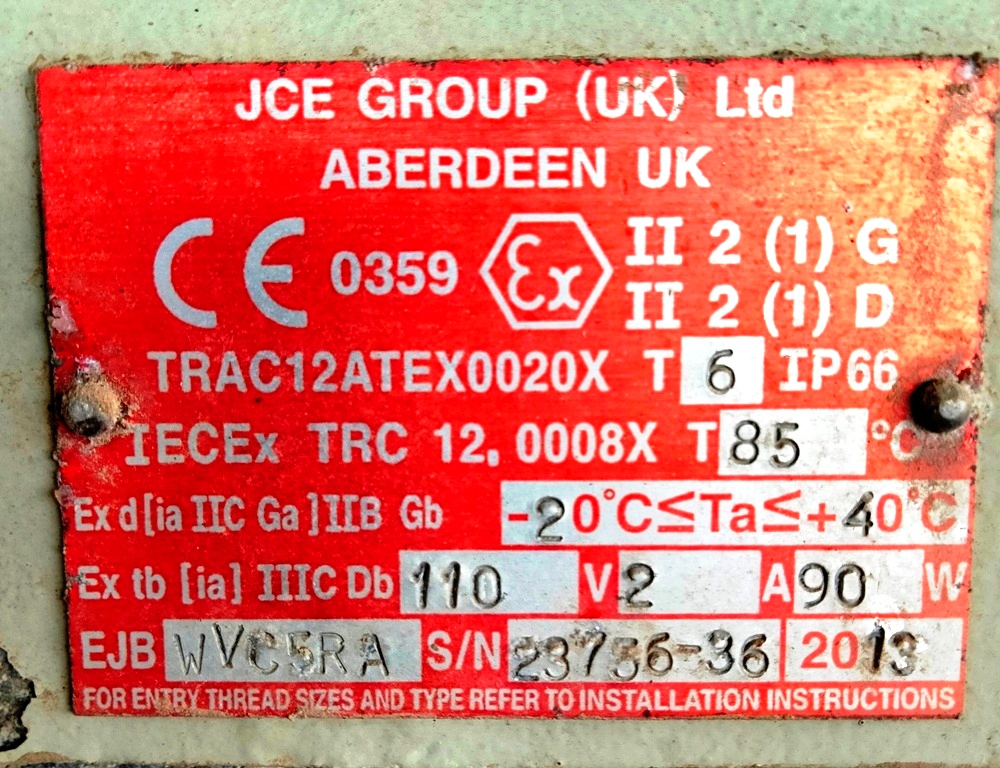 JCE GROUP (UK) Ltd
ABERDEEN UK
CE 0359 Ex II 2 (1) G
II 2 (1) D
TRAC12ATEX0020X T 6 IP66
IECEx TRC 12.0008X T 85 °C
Ex d[ia IIC Ga]IIB Gb -20°C≤Ta≤+40°C
Ex tb [ia] IIIC Db 110 V 2 A 90 W
EJB WVC5RA S/N 23756-36 2013
FOR ENTRY THREAD SIZES AND TYPE REFER TO INSTALLATION INSTRUCTIONS